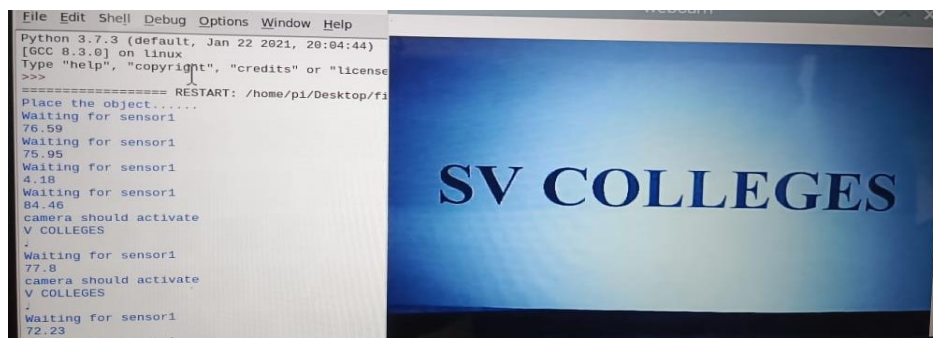 File Edit Shell Debug Options Window Help
Python 3.7.3 (default, Jan 22 2021, 20:04:44)
[GCC 8.3.0] on linux
Type "help", "copyright", "credits" or "license
>>>
=================== RESTART: /home/pi/Desktop/fi
Place the object......
Waiting for sensor1
76.59
Waiting for sensor1
75.95
Waiting for sensor1
4.18
Waiting for sensor1
84.46
camera should activate
V COLLEGES
Waiting for sensor1
77.8
camera should activate
V COLLEGES
Waiting for sensor1
72.23
SV COLLEGES